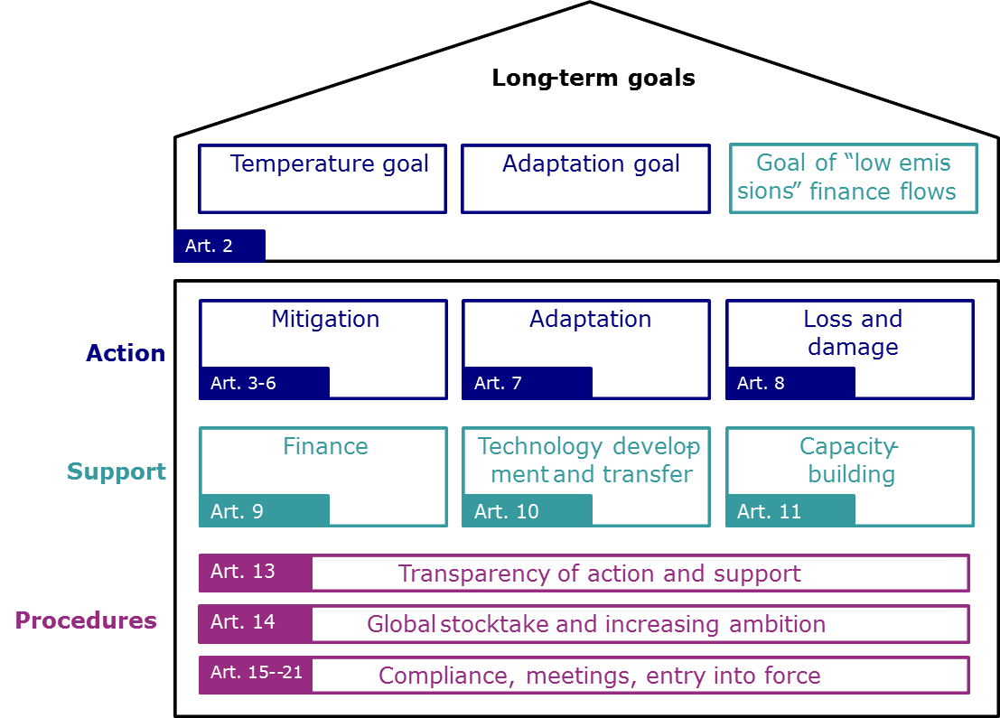 Long-term goals
Temperature goal
Adaptation goal
Goal of “low emis-
sions” finance flows
Art. 2
Action
Mitigation
Art. 3-6
Adaptation
Art. 7
Loss and
damage
Art. 8
Support
Finance
Art. 9
Technology develop-
ment and transfer
Art. 10
Capacity-
building
Art. 11
Procedures
Art. 13
Transparency of action and support
Art. 14
Global stocktake and increasing ambition
Art. 15--21
Compliance, meetings, entry into force